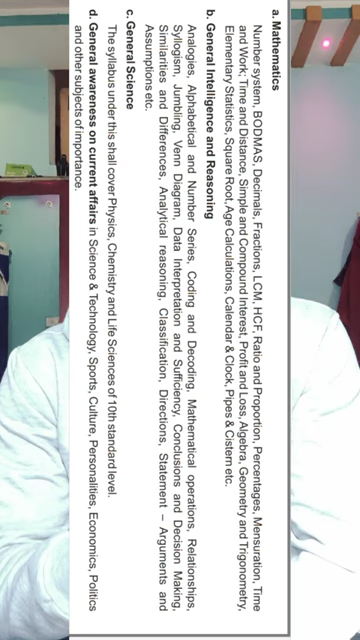 a. Mathematics
Number system, BODMAS, Decimals, Fractions, LCM, HCF, Ratio and Proportion, Percentages, Mensuration, Time
and Work; Time and Distance, Simple and Compound Interest, Profit and Loss, Algebra, Geometry and Trigonometry,
Elementary Statistics, Square Root, Age Calculations, Calendar & Clock, Pipes & Cistern etc.
b. General Intelligence and Reasoning
Analogies, Alphabetical and Number Series, Coding and Decoding, Mathematical operations, Relationships,
Syllogism, Jumbling, Venn Diagram, Data Interpretation and Sufficiency, Conclusions and Decision Making,
Similarities and Differences, Analytical reasoning, Classification, Directions, Statement – Arguments and
Assumptions etc.
c. General Science
The syllabus under this shall cover Physics, Chemistry and Life Sciences of 10th standard level.
d. General awareness on current affairs in Science & Technology, Sports, Culture, Personalities, Economics, Politics
and other subjects of importance.